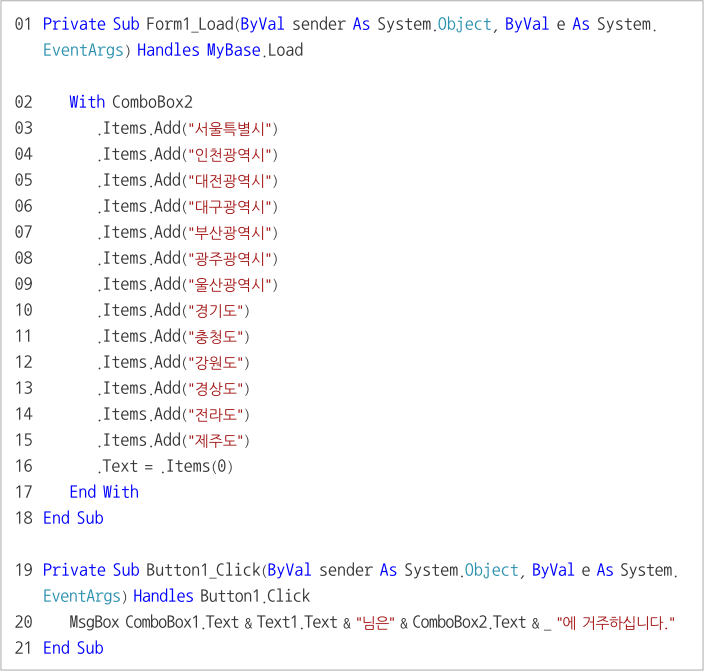 01 Private Sub Form1_Load(ByVal sender As System.Object, ByVal e As System.
EventArgs) Handles MyBase.Load
02 With ComboBox2
03 .Items.Add("서울특별시")
04 .Items.Add("인천광역시")
05 .Items.Add("대전광역시")
06 .Items.Add("대구광역시")
07 .Items.Add("부산광역시")
08 .Items.Add("광주광역시")
09 .Items.Add("울산광역시")
10 .Items.Add("경기도")
11 .Items.Add("충청도")
12 .Items.Add("강원도")
13 .Items.Add("경상도")
14 .Items.Add("전라도")
15 .Items.Add("제주도")
16 .Text = .Items(0)
17 End With
18 End Sub
19 Private Sub Button1_Click(ByVal sender As System.Object, ByVal e As System.
EventArgs) Handles Button1.Click
20 MsgBox ComboBox1.Text & Text1.Text & "님은" & ComboBox2.Text & _ "에 거주하십니다."
21 End Sub